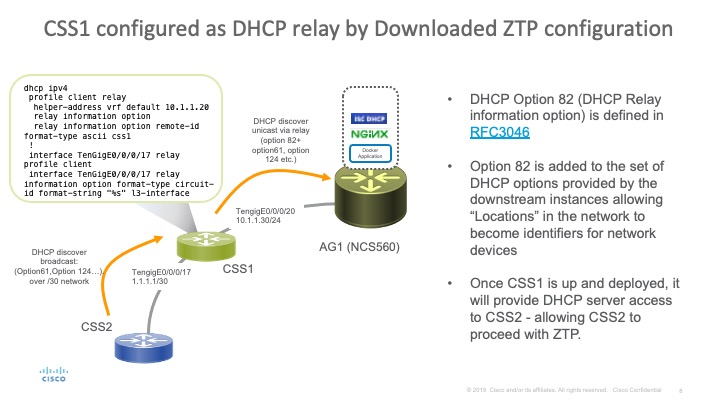 CSS1 configured as DHCP relay by Downloaded ZTP configuration
dhcp ipv4
profile client relay
helper-address vrf default 10.1.1.20
relay information option
relay information option remote-id
format-type ascii css1
!
interface TenGigE0/0/0/17 relay
profile client
interface TenGigE0/0/0/17 relay
information option format-type circuit-
id format-string "%s" l3-interface
DHCP discover
unicast via relay
(option 82+
option61, option
124 etc.)
ISC DHCP
NGINX
Docker
Application
TengigE0/0/0/20
10.1.1.30/24
AG1 (NCS560)
CSS1
DHCP discover
broadcast:
(Option61,Option 124…),
over /30 network
TengigE0/0/0/17
1.1.1.1/30
CSS2
• DHCP Option 82 (DHCP Relay
information option) is defined in
RFC3046
• Option 82 is added to the set of
DHCP options provided by the
downstream instances allowing
“Locations” in the network to
become identifiers for network
devices
• Once CSS1 is up and deployed, it
will provide DHCP server access
to CSS2 - allowing CSS2 to
proceed with ZTP.
CISCO
© 2019 Cisco and/or its affiliates. All rights reserved. Cisco Confidential
6